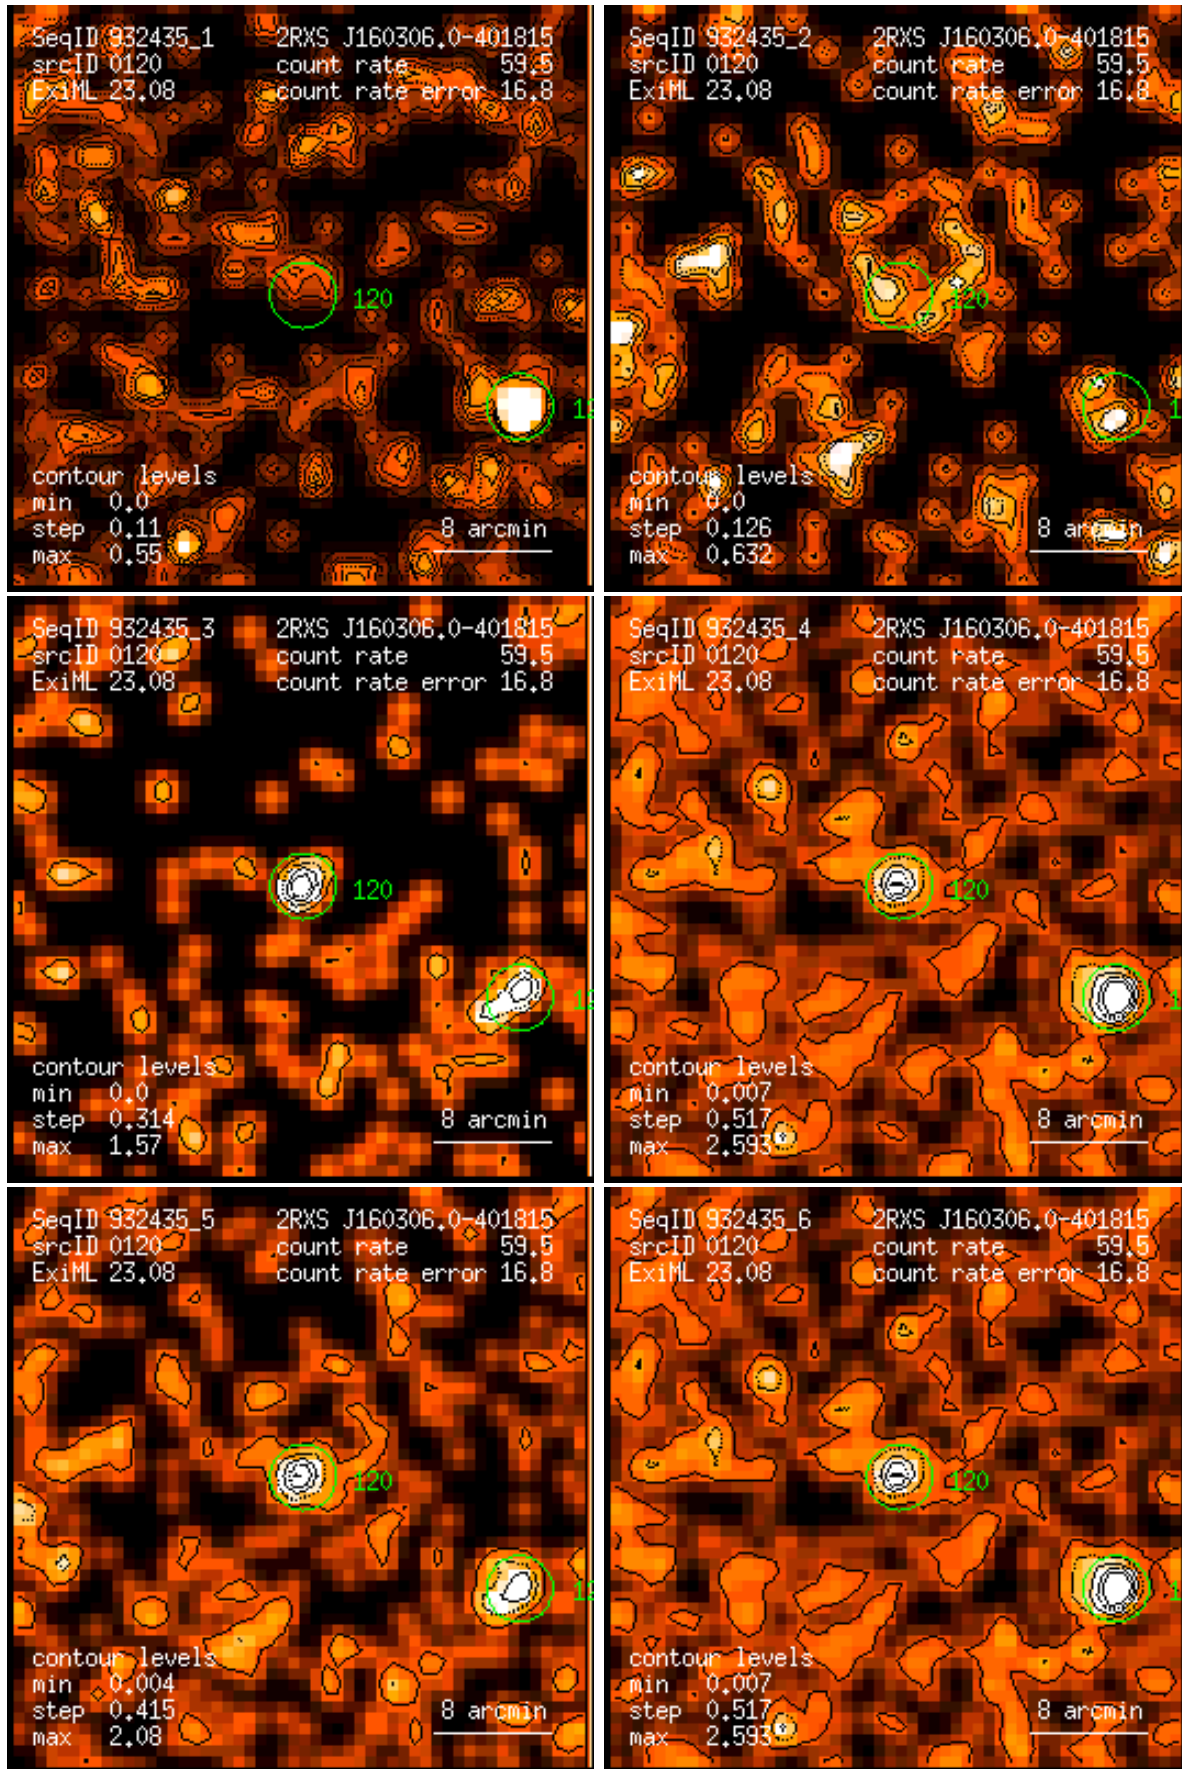 SeqID 932435_1 2RXS J160306.0-401815
srcID 0120 count rate 59.5
ExiML 23.08 count rate error 16.8
120
12
contour levels
min 0.0
step 0.11 8 arcmin
max 0.55
SeqID 932435_2 2RXS J160306.0-401815
srcID 0120 count rate 59.5
ExiML 23.08 count rate error 16.8
120
1
contour levels
min 0.0
step 0.126 8 arcmin
max 0.632
SeqID 932435_3 2RXS J160306.0-401815
srcID 0120 count rate 59.5
ExiML 23.08 count rate error 16.8
120
12
contour levels
min 0.0
step 0.314 8 arcmin
max 1.57
SeqID 932435_4 2RXS J160306.0-401815
srcID 0120 count rate 59.5
ExiML 23.08 count rate error 16.8
120
1
contour levels
min 0.007
step 0.517 8 arcmin
max 2.593
SeqID 932435_5 2RXS J160306.0-401815
srcID 0120 count rate 59.5
ExiML 23.08 count rate error 16.8
120
12
contour levels
min 0.004
step 0.415 8 arcmin
max 2.08
SeqID 932435_6 2RXS J160306.0-401815
srcID 0120 count rate 59.5
ExiML 23.08 count rate error 16.8
120
1
contour levels
min 0.007
step 0.517 8 arcmin
max 2.593